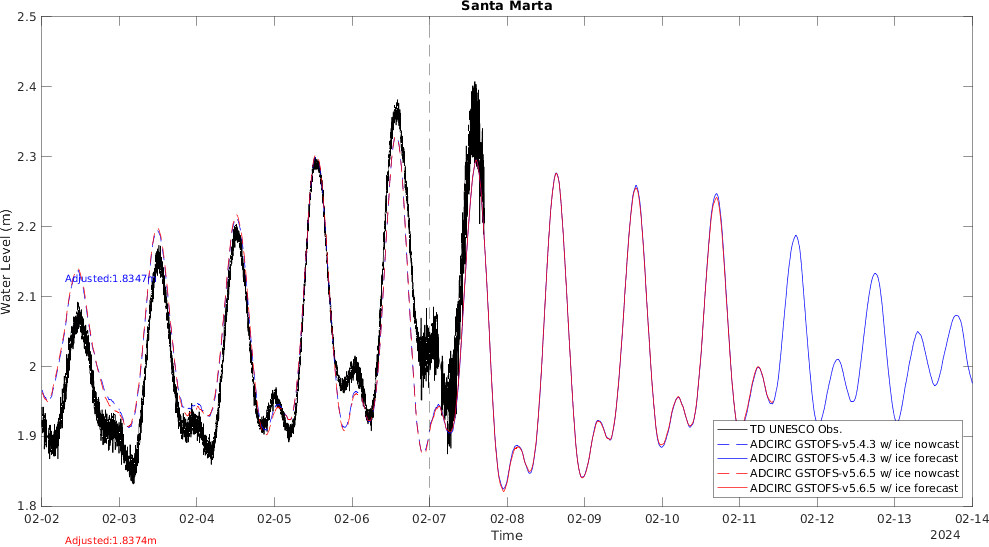 Santa Marta
2.5
2.4
2.3
2.2
2.1
2
1.9
1.8
Water Level (m)
Adjusted:1.8347m
TD UNESCO Obs.
ADCIRC GSTOFS-v5.4.3 w/ ice nowcast
ADCIRC GSTOFS-v5.4.3 w/ ice forecast
ADCIRC GSTOFS-v5.6.5 w/ ice nowcast
ADCIRC GSTOFS-v5.6.5 w/ ice forecast
02-02 02-03 02-04 02-05 02-06 02-07 02-08 02-09 02-10 02-11 02-12 02-13 02-14
Time
2024
Adjusted:1.8374m